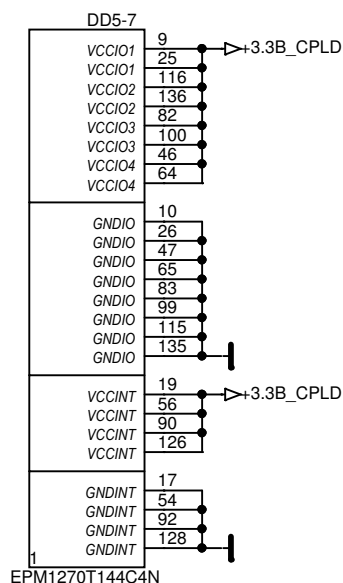 DD5-7
VCCIO1 9 +3.3B_CPLD
VCCIO1 25
VCCIO2 116
VCCIO2 136
VCCIO3 82
VCCIO3 100
VCCIO4 46
VCCIO4 64
GNDIO 10
GNDIO 26
GNDIO 47
GNDIO 65
GNDIO 83
GNDIO 99
GNDIO 115
GNDIO 135
VCCINT 19 +3.3B_CPLD
VCCINT 56
VCCINT 90
VCCINT 126
GNDINT 17
GNDINT 54
GNDINT 92
GNDINT 128
1
EPM1270T144C4N